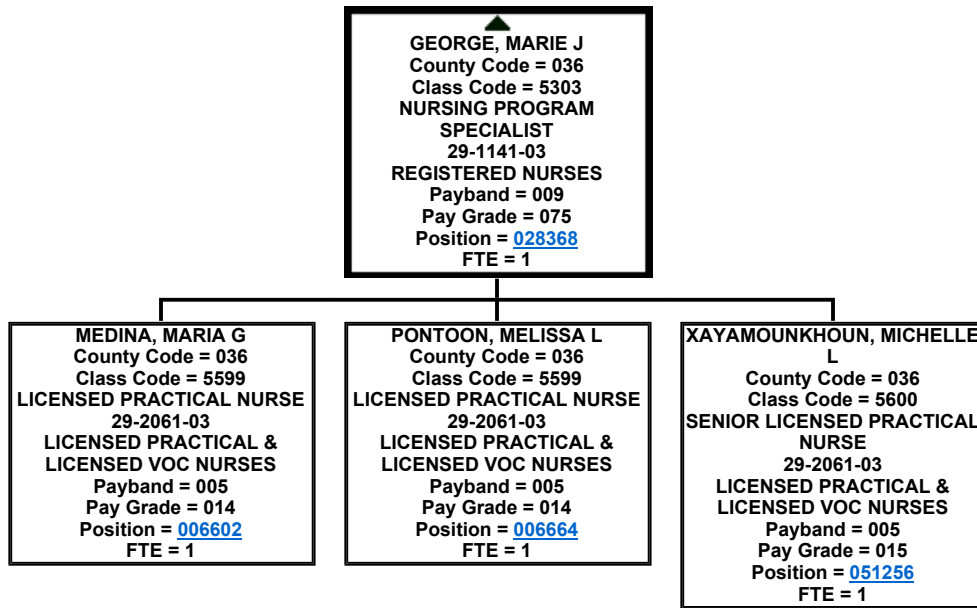 GEORGE, MARIE J
County Code = 036
Class Code = 5303
NURSING PROGRAM
SPECIALIST
29-1141-03
REGISTERED NURSES
Payband = 009
Pay Grade = 075
Position = 028368
FTE = 1
MEDINA, MARIA G
County Code = 036
Class Code = 5599
LICENSED PRACTICAL NURSE
29-2061-03
LICENSED PRACTICAL &
LICENSED VOC NURSES
Payband = 005
Pay Grade = 014
Position = 006602
FTE = 1
PONTOON, MELISSA L
County Code = 036
Class Code = 5599
LICENSED PRACTICAL NURSE
29-2061-03
LICENSED PRACTICAL &
LICENSED VOC NURSES
Payband = 005
Pay Grade = 014
Position = 006664
FTE = 1
XAYAMOUNKHOUN, MICHELLE
L
County Code = 036
Class Code = 5600
SENIOR LICENSED PRACTICAL
NURSE
29-2061-03
LICENSED PRACTICAL &
LICENSED VOC NURSES
Payband = 005
Pay Grade = 015
Position = 051256
FTE = 1